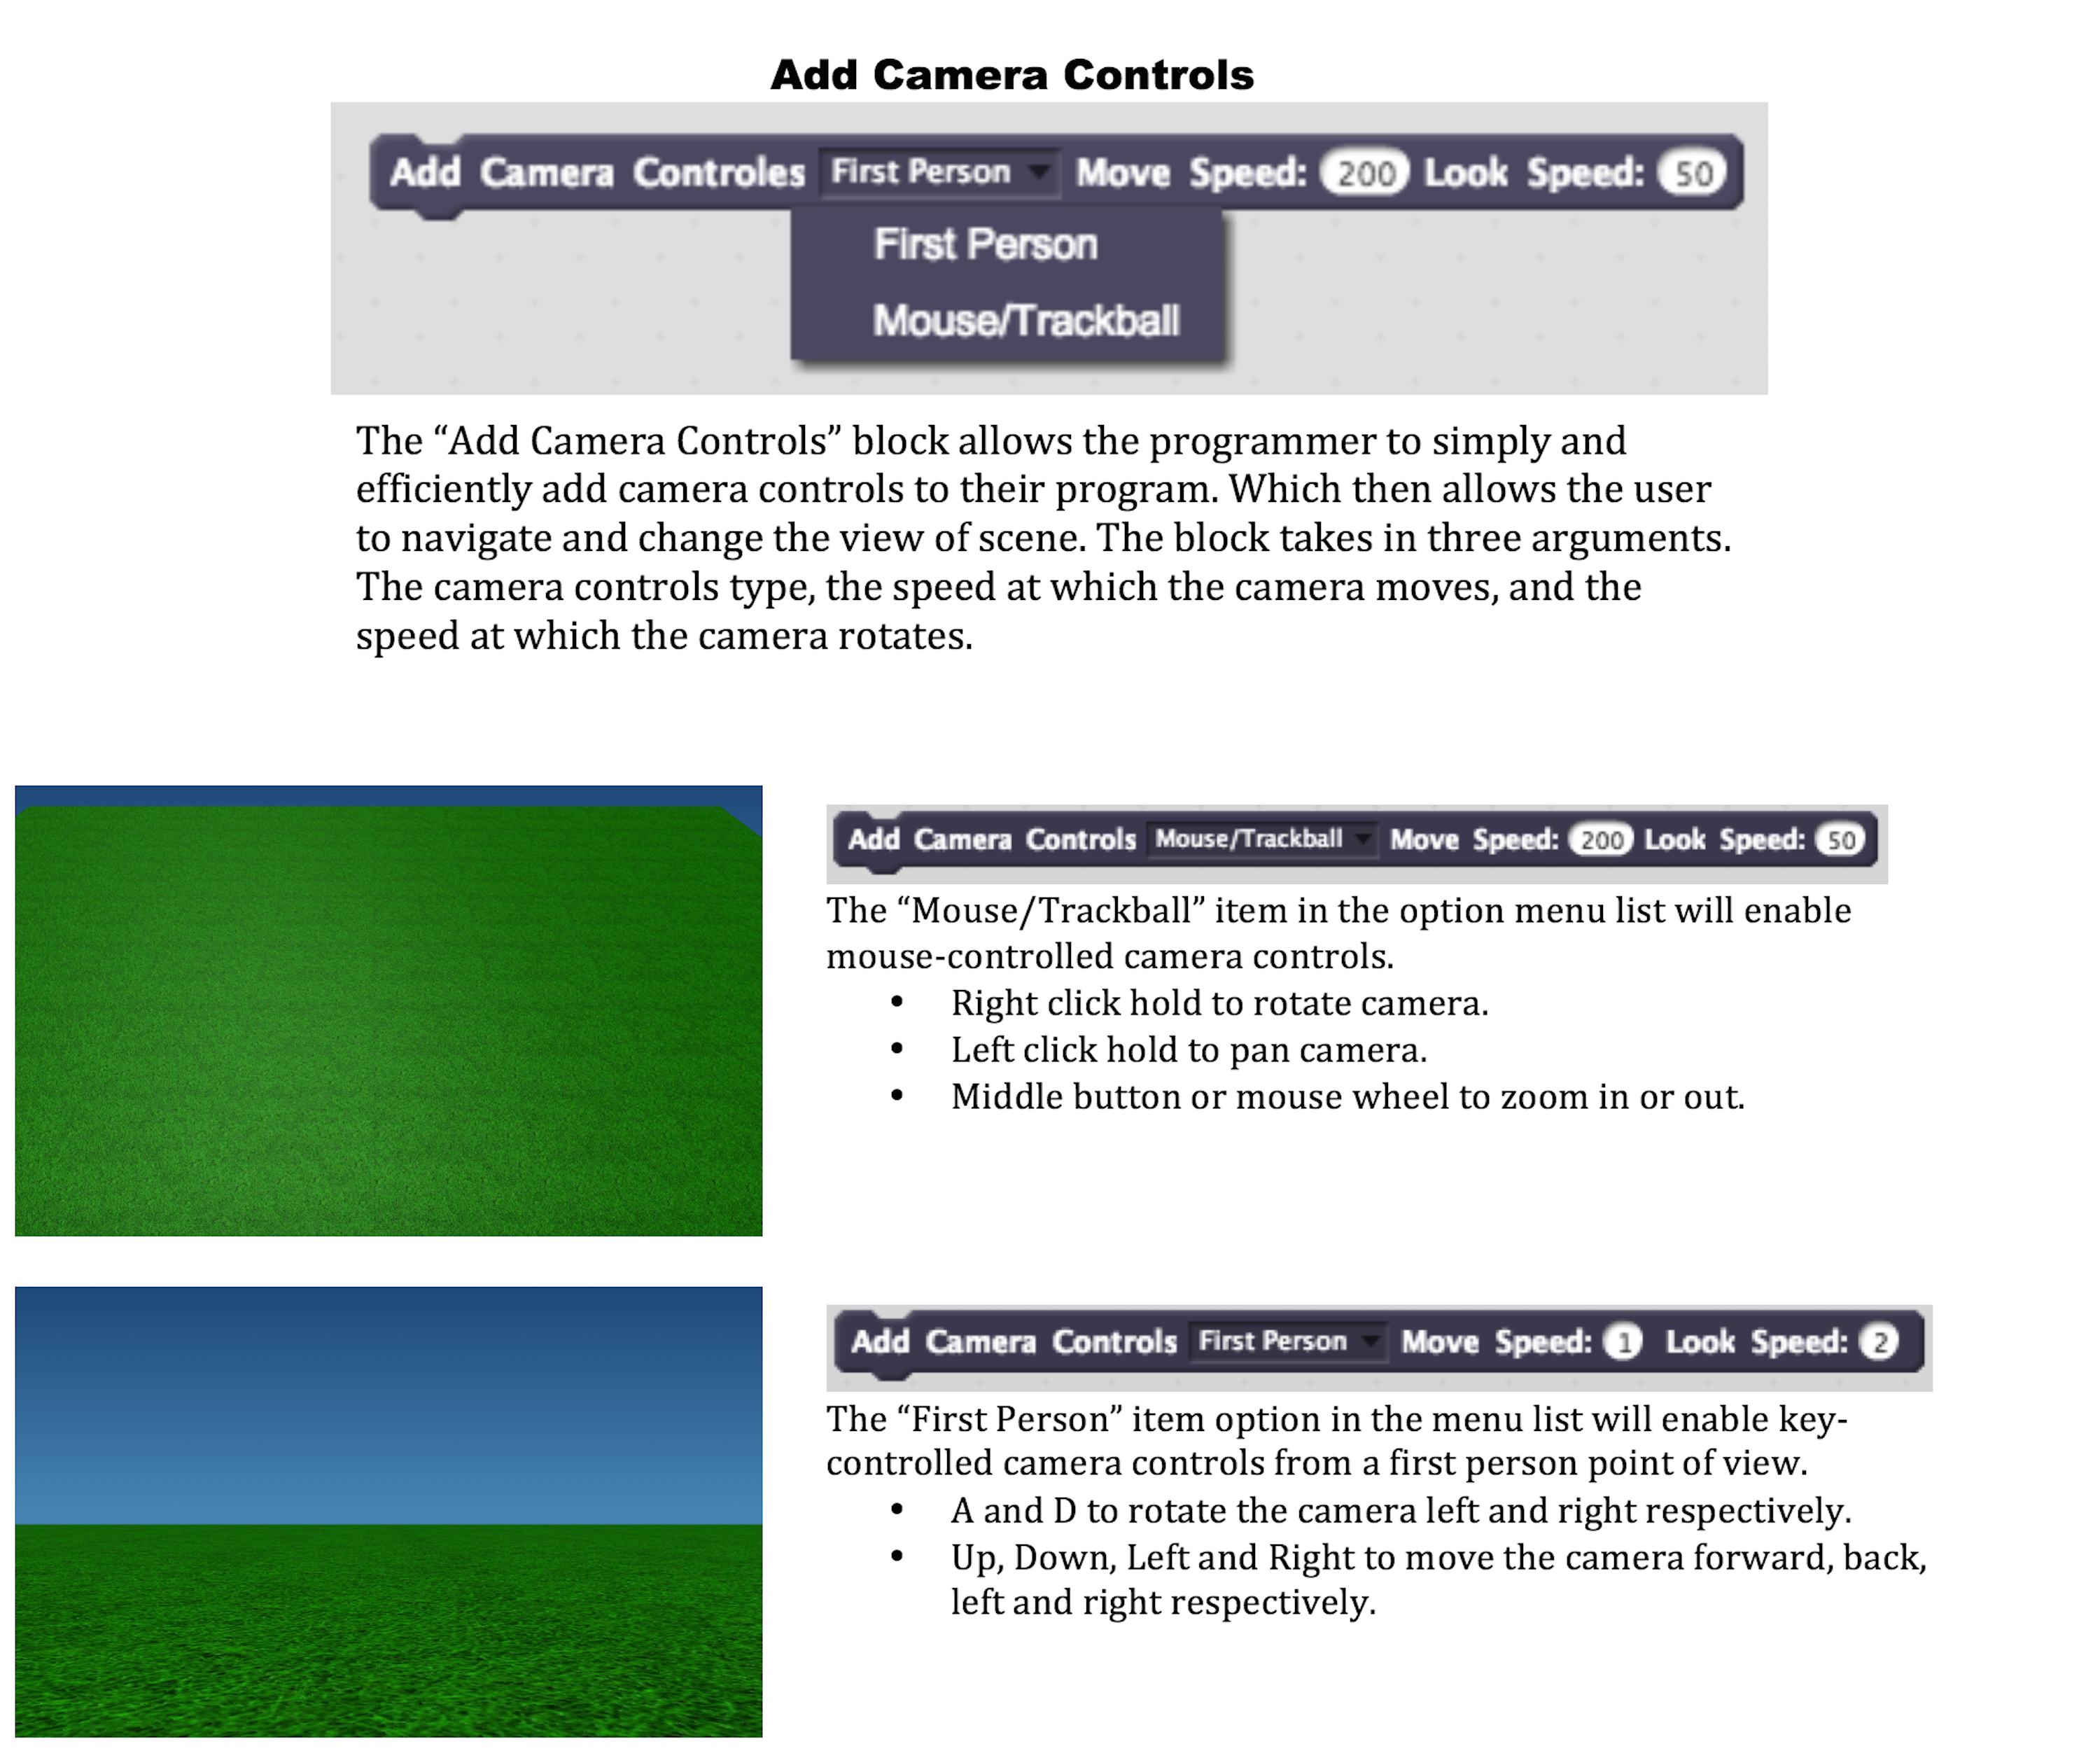 Add Camera Controls
Add Camera Controles First Person Move Speed: 200 Look Speed: 50
First Person
Mouse/Trackball
The “Add Camera Controls” block allows the programmer to simply and
efficiently add camera controls to their program. Which then allows the user
to navigate and change the view of scene. The block takes in three arguments.
The camera controls type, the speed at which the camera moves, and the
speed at which the camera rotates.
Add Camera Controls Mouse/Trackball Move Speed: 200 Look Speed: 50
The “Mouse/Trackball” item in the option menu list will enable
mouse-controlled camera controls.
• Right click hold to rotate camera.
• Left click hold to pan camera.
• Middle button or mouse wheel to zoom in or out.
Add Camera Controls First Person Move Speed: 1 Look Speed: 2
The “First Person” item option in the menu list will enable key-
controlled camera controls from a first person point of view.
• A and D to rotate the camera left and right respectively.
• Up, Down, Left and Right to move the camera forward, back,
left and right respectively.